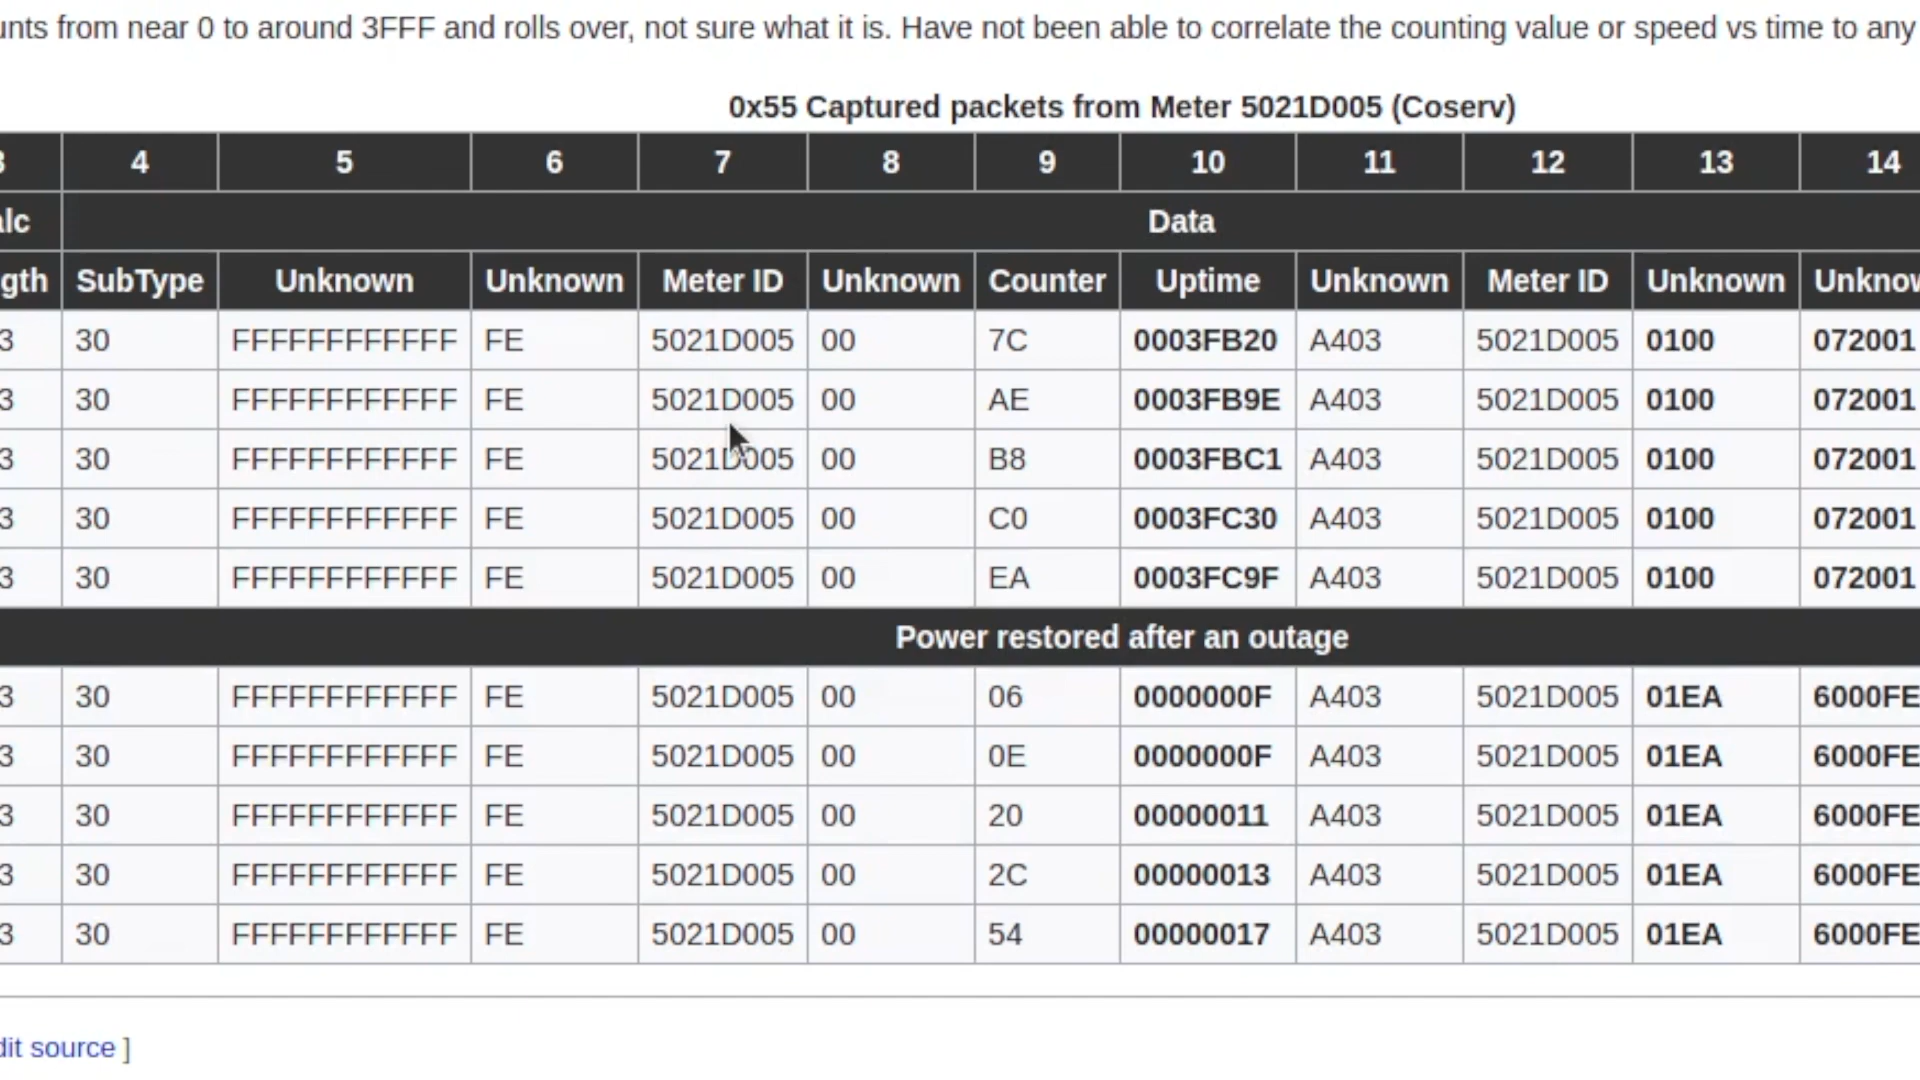 unts from near 0 to around 3FFF and rolls over, not sure what it is. Have not been able to correlate the counting value or speed vs time to any
0x55 Captured packets from Meter 5021D005 (Coserv)
3 4 5 6 7 8 9 10 11 12 13 14
alc Data
gth SubType Unknown Unknown Meter ID Unknown Counter Uptime Unknown Meter ID Unknown Unknow
3 30 FFFFFFFFFFFF FE 5021D005 00 7C 0003FB20 A403 5021D005 0100 072001
3 30 FFFFFFFFFFFF FE 5021D005 00 AE 0003FB9E A403 5021D005 0100 072001
3 30 FFFFFFFFFFFF FE 5021D005 00 B8 0003FBC1 A403 5021D005 0100 072001
3 30 FFFFFFFFFFFF FE 5021D005 00 C0 0003FC30 A403 5021D005 0100 072001
3 30 FFFFFFFFFFFF FE 5021D005 00 EA 0003FC9F A403 5021D005 0100 072001
Power restored after an outage
3 30 FFFFFFFFFFFF FE 5021D005 00 06 0000000F A403 5021D005 01EA 6000FE
3 30 FFFFFFFFFFFF FE 5021D005 00 0E 0000000F A403 5021D005 01EA 6000FE
3 30 FFFFFFFFFFFF FE 5021D005 00 20 00000011 A403 5021D005 01EA 6000FE
3 30 FFFFFFFFFFFF FE 5021D005 00 2C 00000013 A403 5021D005 01EA 6000FE
3 30 FFFFFFFFFFFF FE 5021D005 00 54 00000017 A403 5021D005 01EA 6000FE
dit source ]